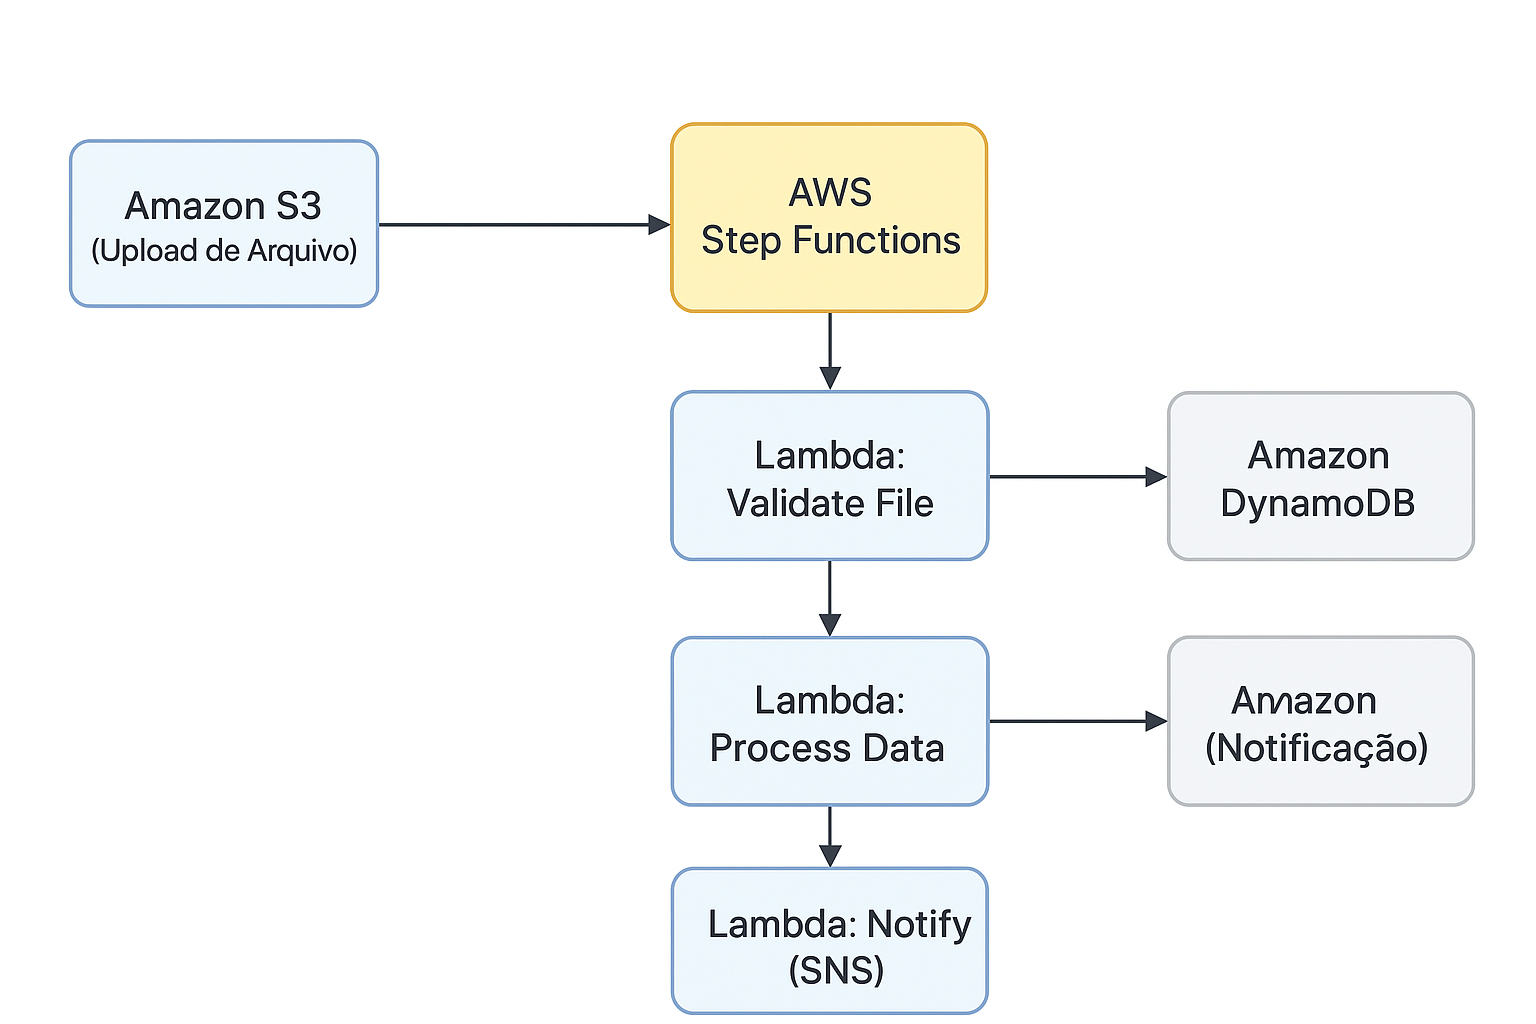 Amazon S3
(Upload de Arquivo)
AWS
Step Functions
Lambda:
Validate File
Amazon
DynamoDB
Lambda:
Process Data
Amazon
(Notificação)
Lambda: Notify
(SNS)